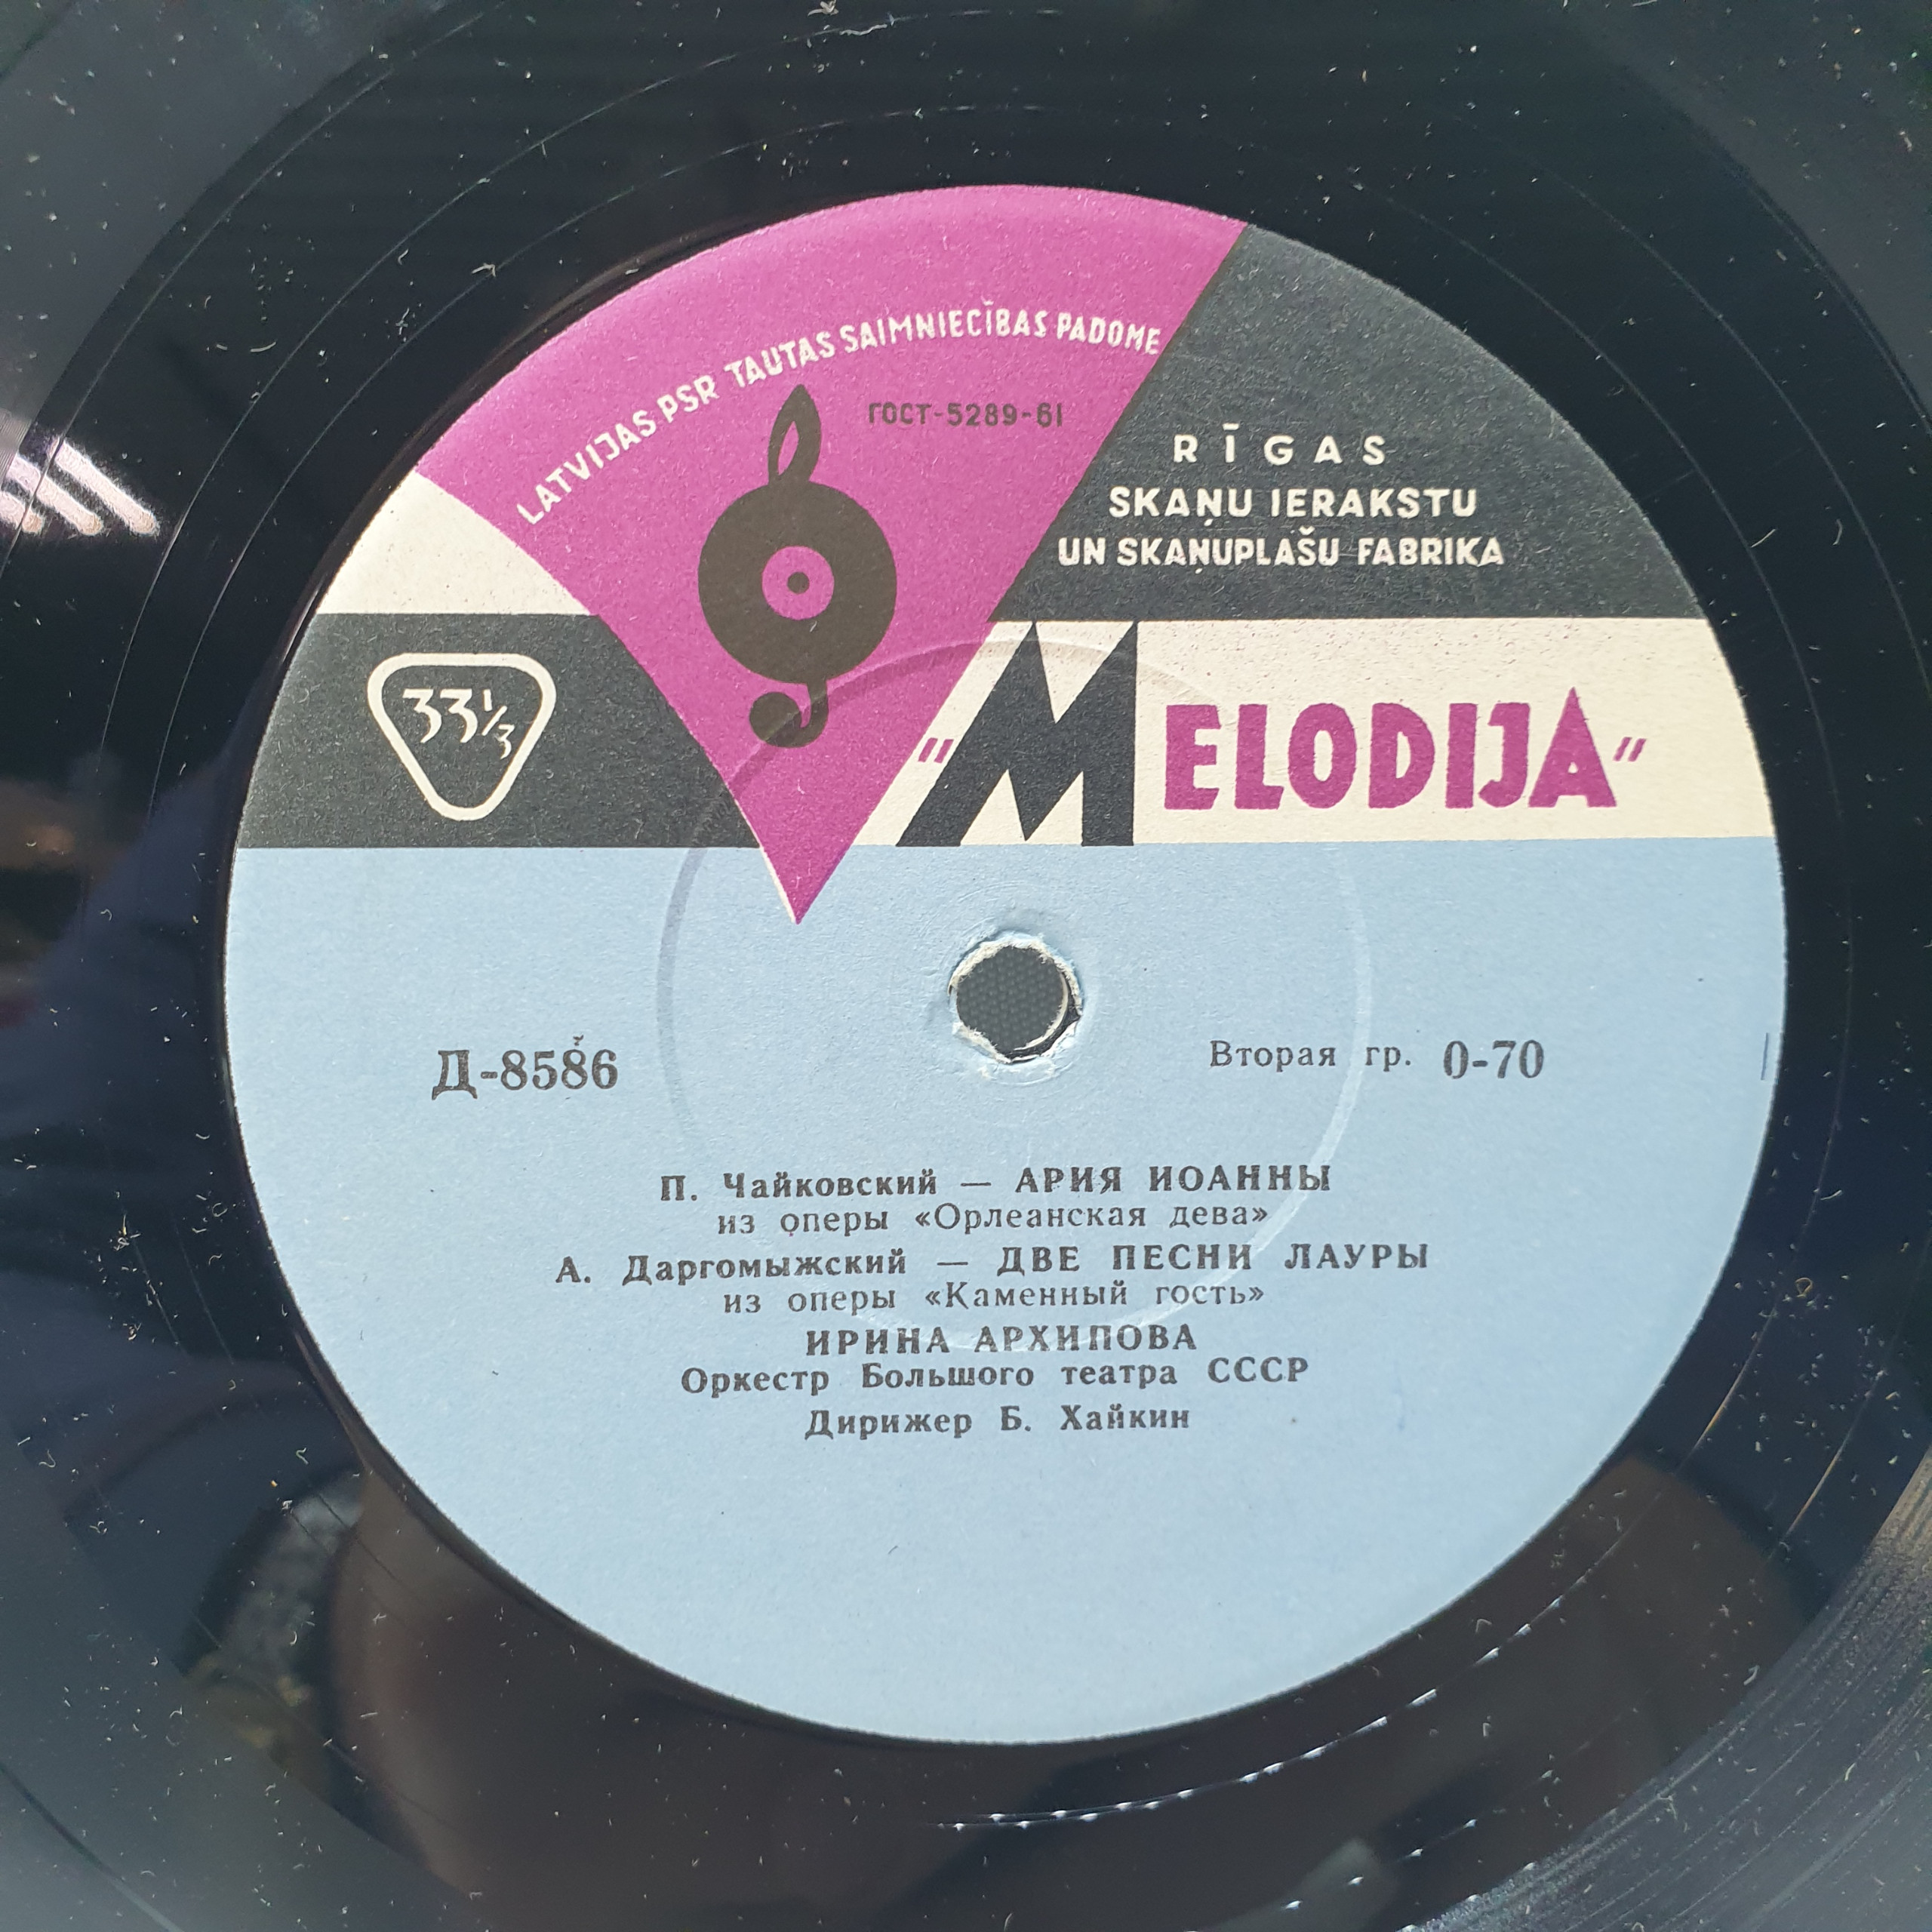 LATVIJAS PSR TAUTAS SAIMNIECĪBAS PADOME
ГОСТ-5289-61
RĪGAS
SKAŅU IERAKSTU
UN SKAŅUPLAŠU FABRIKA
33⅓
"MELODIJA"
Д-8586
Вторая гр. 0-70
П. Чайковский — АРИЯ ИОАННЫ
из оперы «Орлеанская дева»
А. Даргомыжский — ДВЕ ПЕСНИ ЛАУРЫ
из оперы «Каменный гость»
ИРИНА АРХИПОВА
Оркестр Большого театра СССР
Дирижер Б. Хайкин